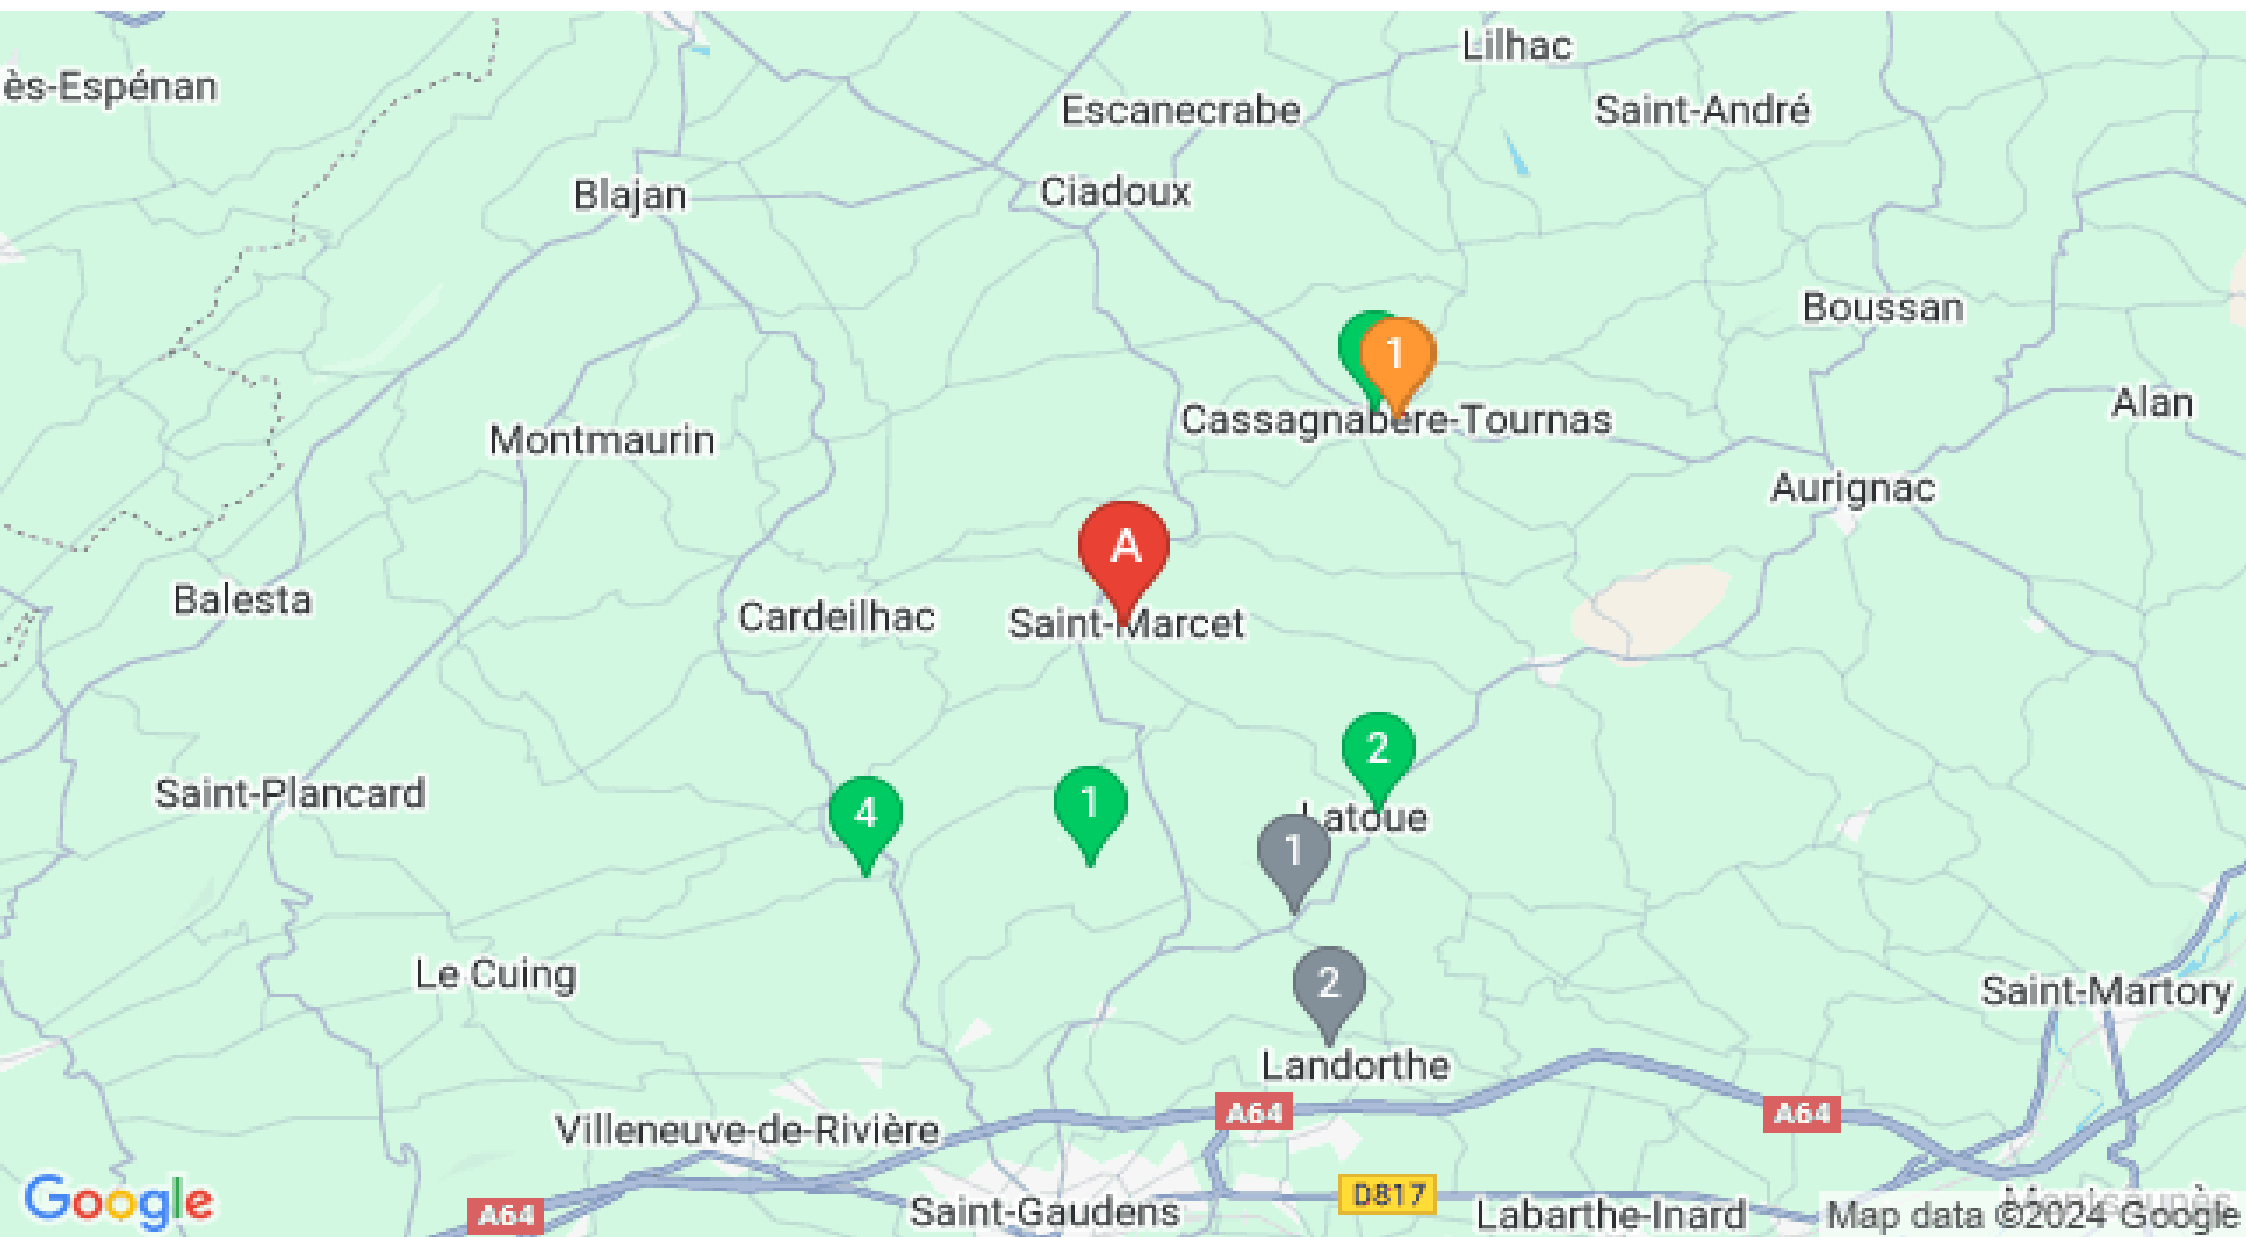 Lilhac
ès-Espénan
Escanecrabe
Saint-André
Blajan
Ciadoux
Boussan
1
Cassagnabère-Tournas
Alan
Montmaurin
Aurignac
A
Balesta
Cardeilhac
Saint-Marcet
2
Saint-Plancard
4
1
Latoue
1
Le Cuing
2
Saint-Martory
Landorthe
A64
A64
Villeneuve-de-Rivière
D817
Google
A64
Saint-Gaudens
Labarthe-Inard
Montsaunès
Map data ©2024 Google